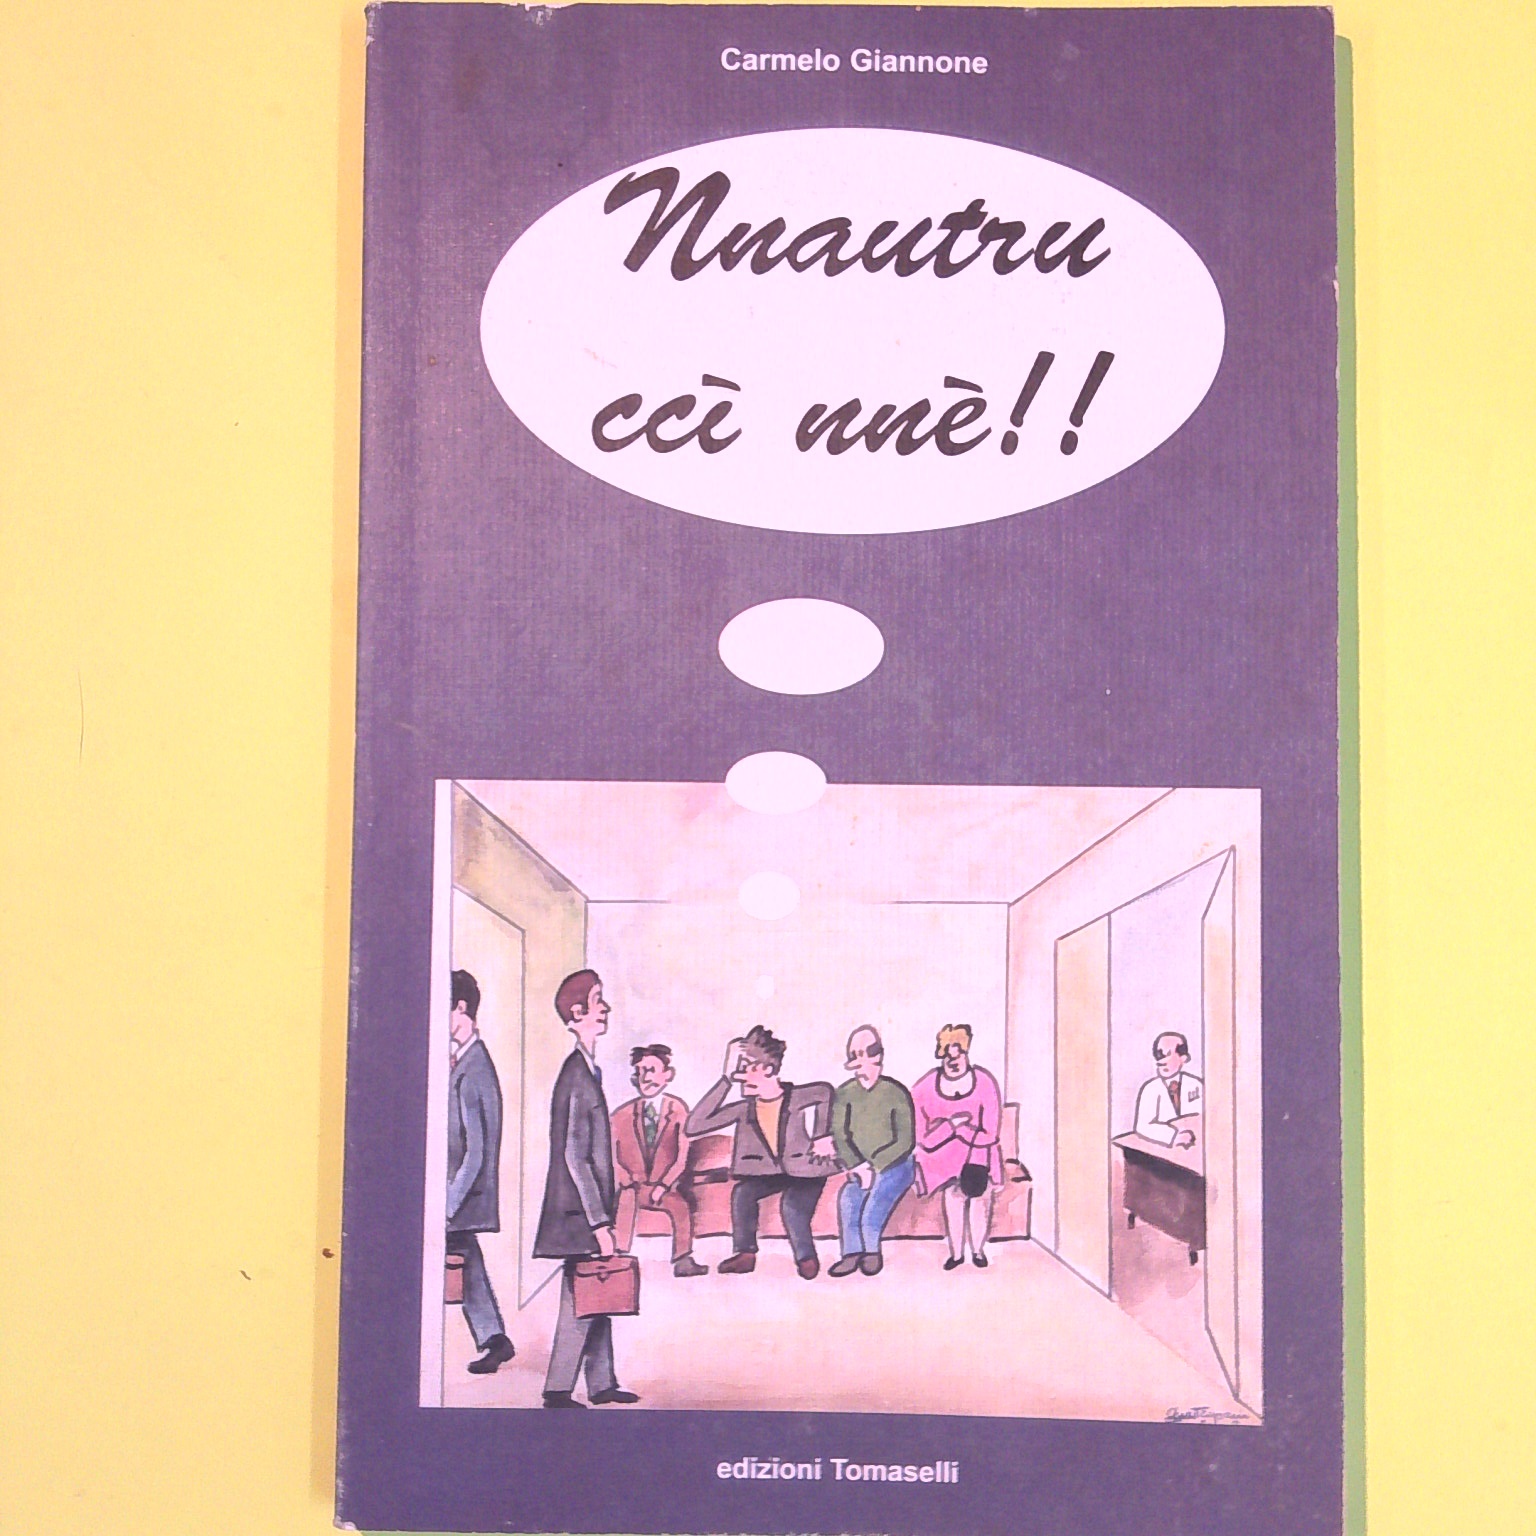 Carmelo Giannone
Nnautru
ccì nnè!!
edizioni Tomaselli